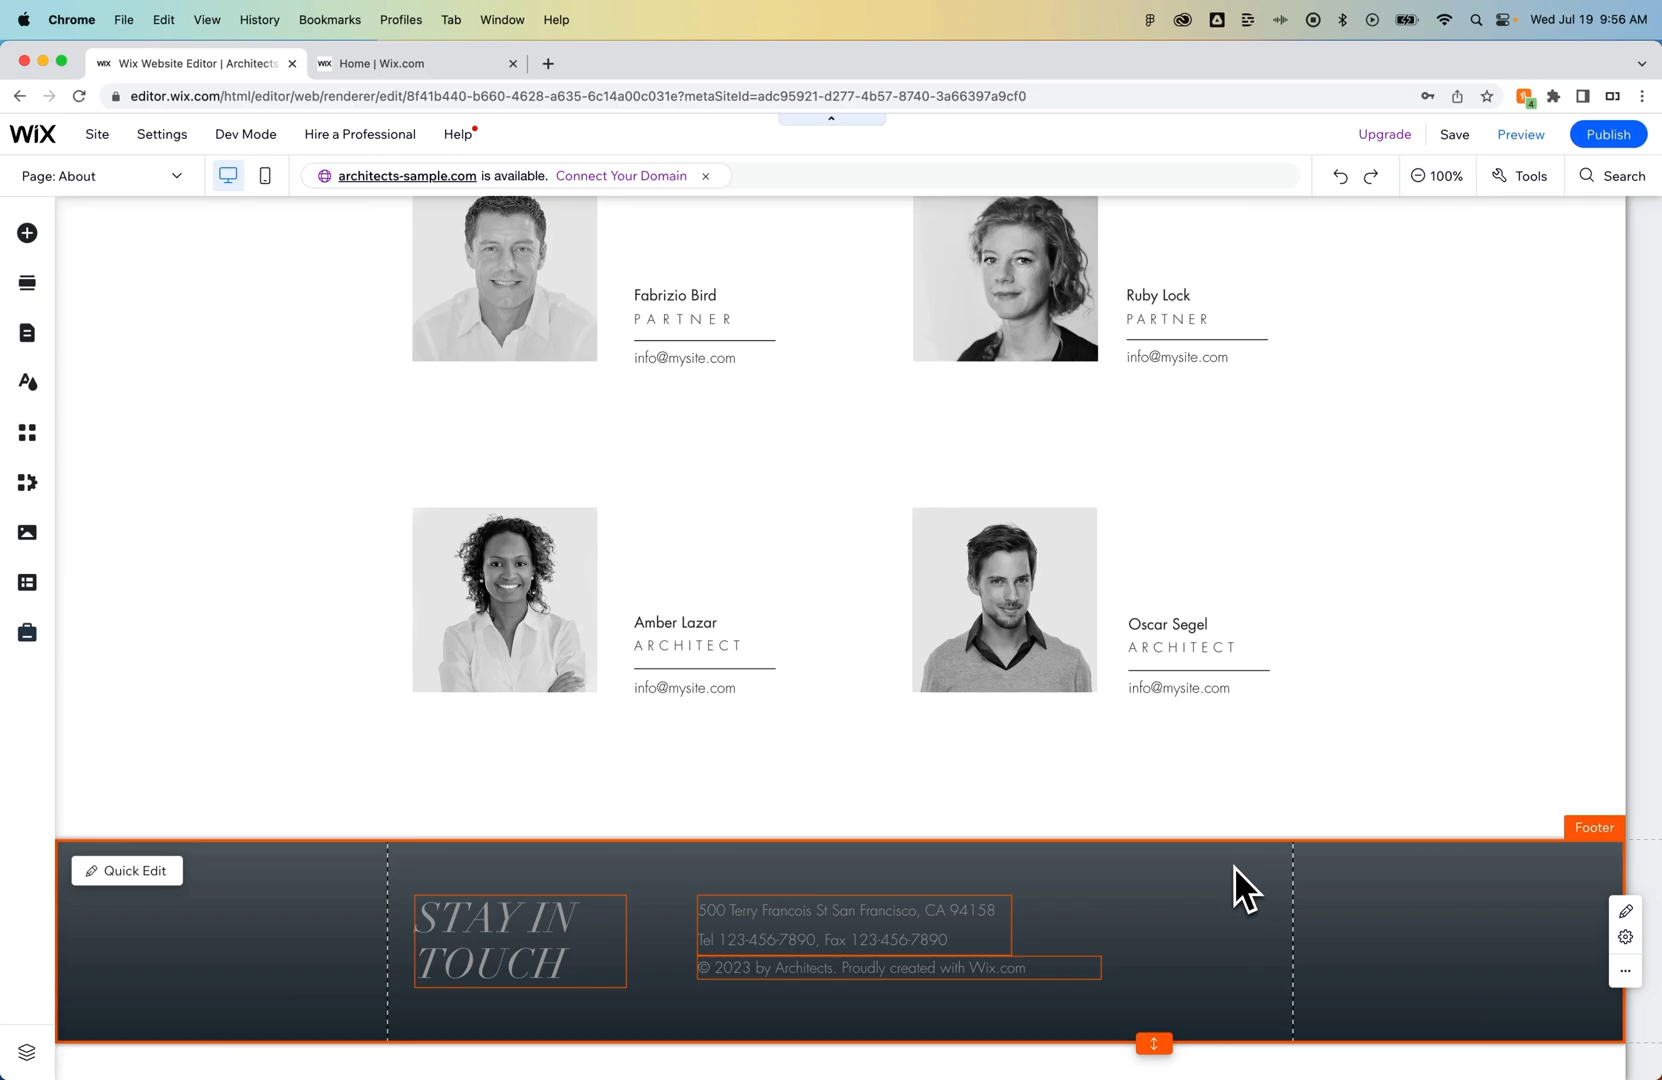 Chrome File Edit View History Bookmarks Profiles Tab Window Help Wed Jul 19 9:56 AM
WiX Wix Website Editor | Architects WiX Home | Wix.com
editor.wix.com/html/editor/web/renderer/edit/8f41b440-b660-4628-a635-6c14a00c031e?metaSiteId=adc95921-d277-4b57-8740-3a66397a9cf0 4
WiX Site Settings Dev Mode Hire a Professional Help Upgrade Save Preview Publish
Page: About architects-sample.com is available. Connect Your Domain 100% Tools Search
Fabrizio Bird
PARTNER
info@mysite.com
Ruby Lock
PARTNER
info@mysite.com
Amber Lazar
ARCHITECT
info@mysite.com
Oscar Segel
ARCHITECT
info@mysite.com
Footer
Quick Edit
STAY IN
TOUCH
500 Terry Francois St San Francisco, CA 94158
Tel 123-456-7890, Fax 123-456-7890
© 2023 by Architects. Proudly created with Wix.com